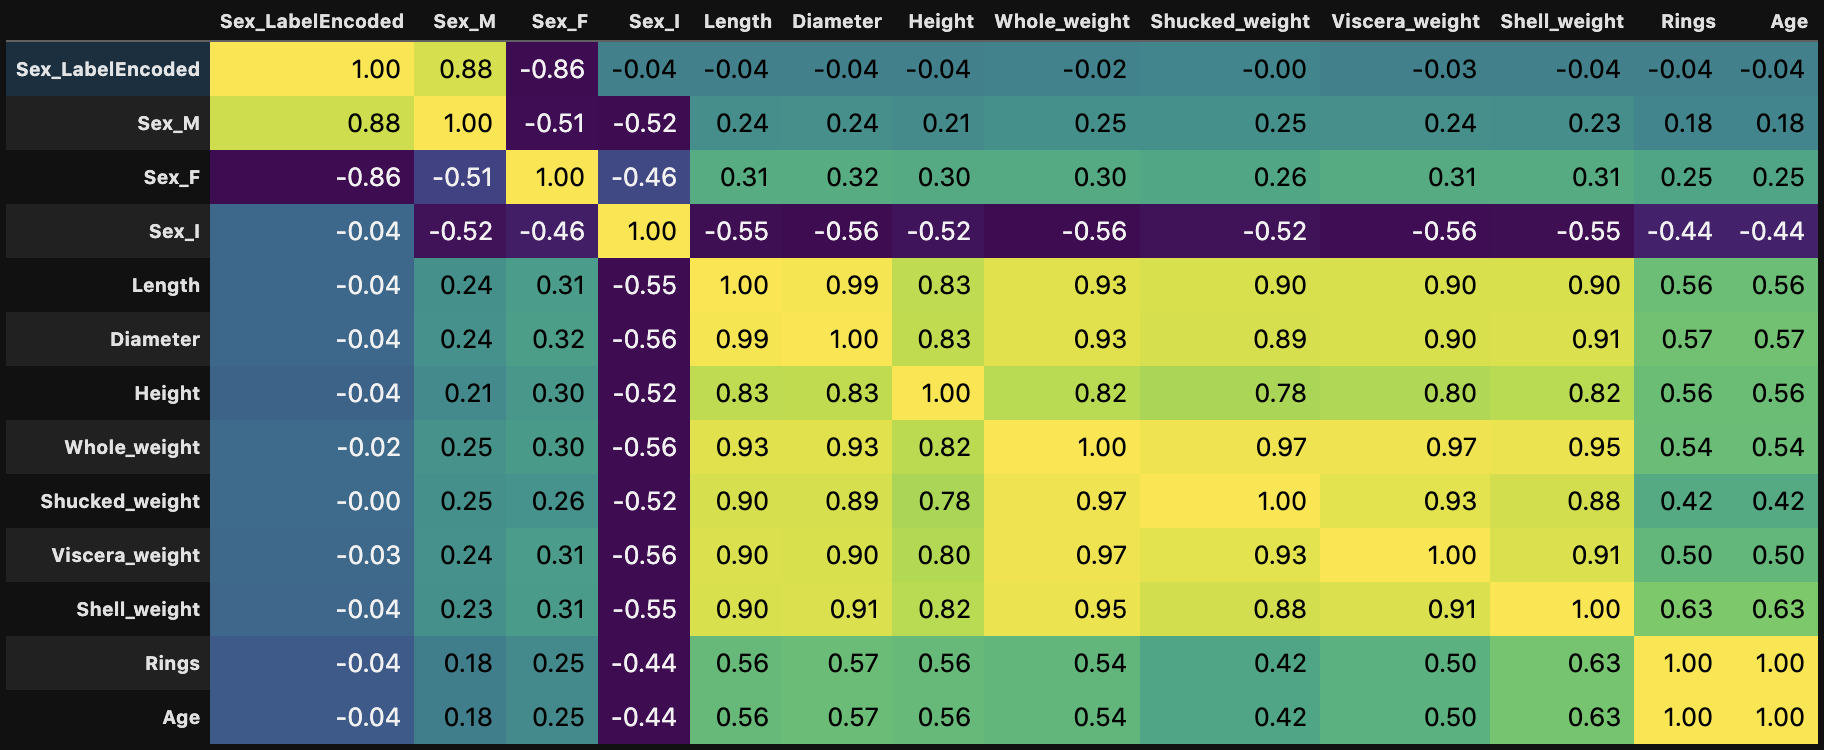 Sex_LabelEncoded Sex_M Sex_F Sex_I Length Diameter Height Whole_weight Shucked_weight Viscera_weight Shell_weight Rings Age
Sex_LabelEncoded 1.00 0.88 -0.86 -0.04 -0.04 -0.04 -0.04 -0.02 -0.00 -0.03 -0.04 -0.04 -0.04
Sex_M 0.88 1.00 -0.51 -0.52 0.24 0.24 0.21 0.25 0.25 0.24 0.23 0.18 0.18
Sex_F -0.86 -0.51 1.00 -0.46 0.31 0.32 0.30 0.30 0.26 0.31 0.31 0.25 0.25
Sex_I -0.04 -0.52 -0.46 1.00 -0.55 -0.56 -0.52 -0.56 -0.52 -0.56 -0.55 -0.44 -0.44
Length -0.04 0.24 0.31 -0.55 1.00 0.99 0.83 0.93 0.90 0.90 0.90 0.56 0.56
Diameter -0.04 0.24 0.32 -0.56 0.99 1.00 0.83 0.93 0.89 0.90 0.91 0.57 0.57
Height -0.04 0.21 0.30 -0.52 0.83 0.83 1.00 0.82 0.78 0.80 0.82 0.56 0.56
Whole_weight -0.02 0.25 0.30 -0.56 0.93 0.93 0.82 1.00 0.97 0.97 0.95 0.54 0.54
Shucked_weight -0.00 0.25 0.26 -0.52 0.90 0.89 0.78 0.97 1.00 0.93 0.88 0.42 0.42
Viscera_weight -0.03 0.24 0.31 -0.56 0.90 0.90 0.80 0.97 0.93 1.00 0.91 0.50 0.50
Shell_weight -0.04 0.23 0.31 -0.55 0.90 0.91 0.82 0.95 0.88 0.91 1.00 0.63 0.63
Rings -0.04 0.18 0.25 -0.44 0.56 0.57 0.56 0.54 0.42 0.50 0.63 1.00 1.00
Age -0.04 0.18 0.25 -0.44 0.56 0.57 0.56 0.54 0.42 0.50 0.63 1.00 1.00